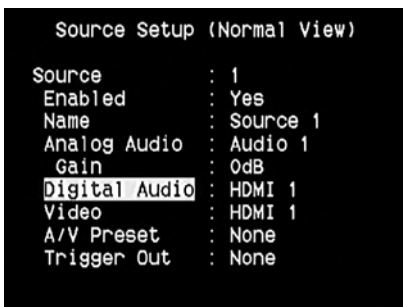 Source Setup (Normal View)
Source : 1
Enabled : Yes
Name : Source 1
Analog Audio : Audio 1
Gain : 0dB
Digital Audio : HDMI 1
Video : HDMI 1
A/V Preset : None
Trigger Out : None